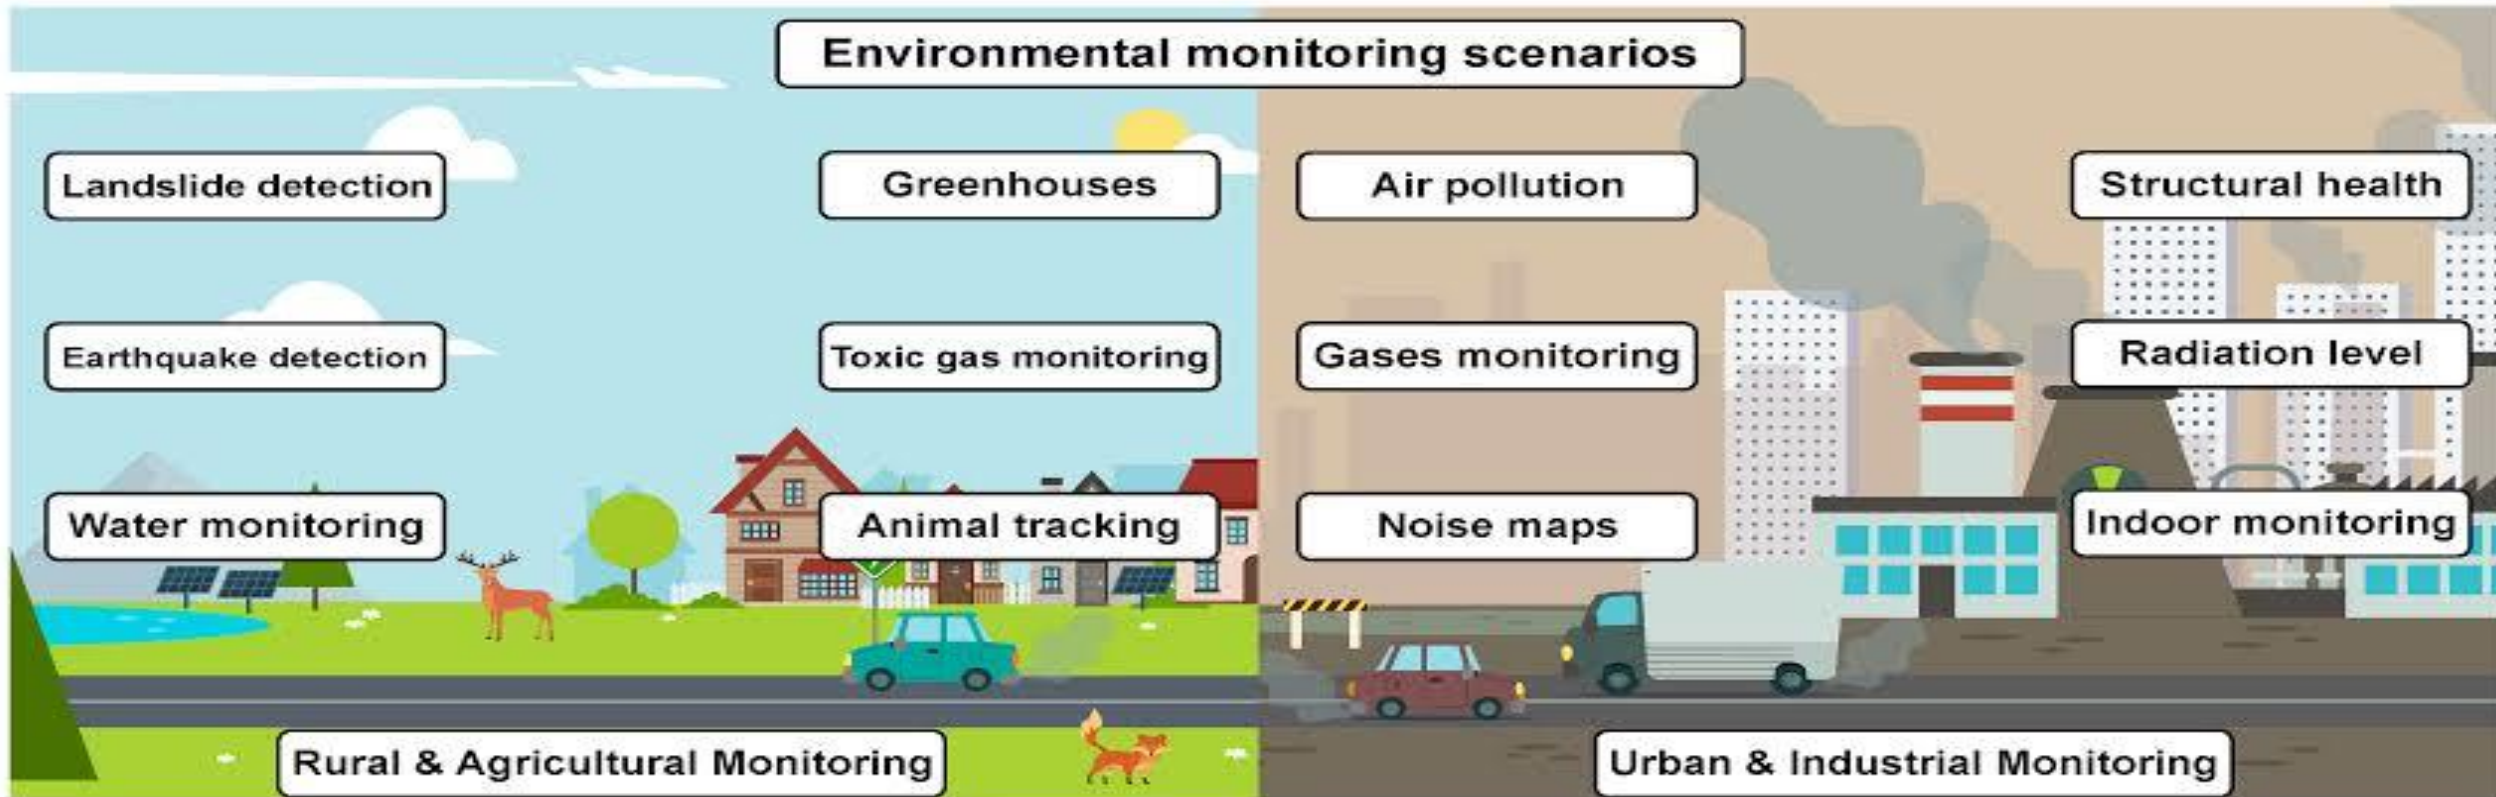 Environmental monitoring scenarios
Landslide detection
Greenhouses
Air pollution
Structural health
Earthquake detection
Toxic gas monitoring
Gases monitoring
Radiation level
Water monitoring
Animal tracking
Noise maps
Indoor monitoring
Rural & Agricultural Monitoring
Urban & Industrial Monitoring